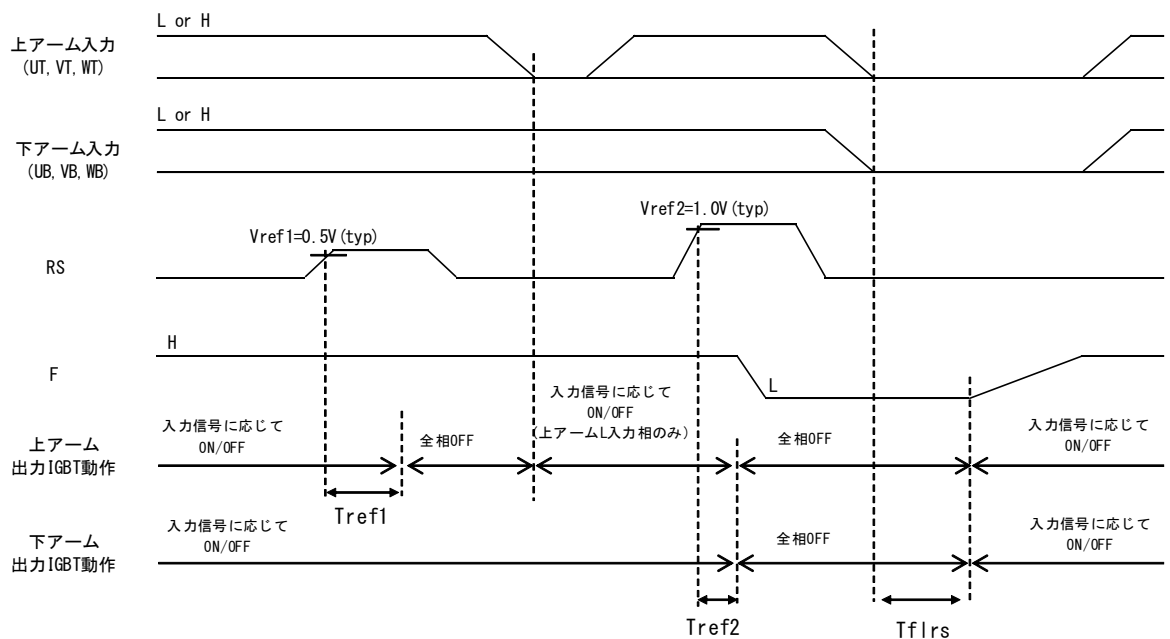 L or H
上アーム入力
(UT, VT, WT)
L or H
下アーム入力
(UB, VB, WB)
Vref1=0.5V(typ)
Vref2=1.0V(typ)
RS
H
F
L
入力信号に応じて
ON/OFF
全相OFF
入力信号に応じて
ON/OFF
(上アームL入力相のみ)
全相OFF
入力信号に応じて
ON/OFF
上アーム
出力IGBT動作
Tref1
入力信号に応じて
ON/OFF
全相OFF
入力信号に応じて
ON/OFF
下アーム
出力IGBT動作
Tref2
Tflrs